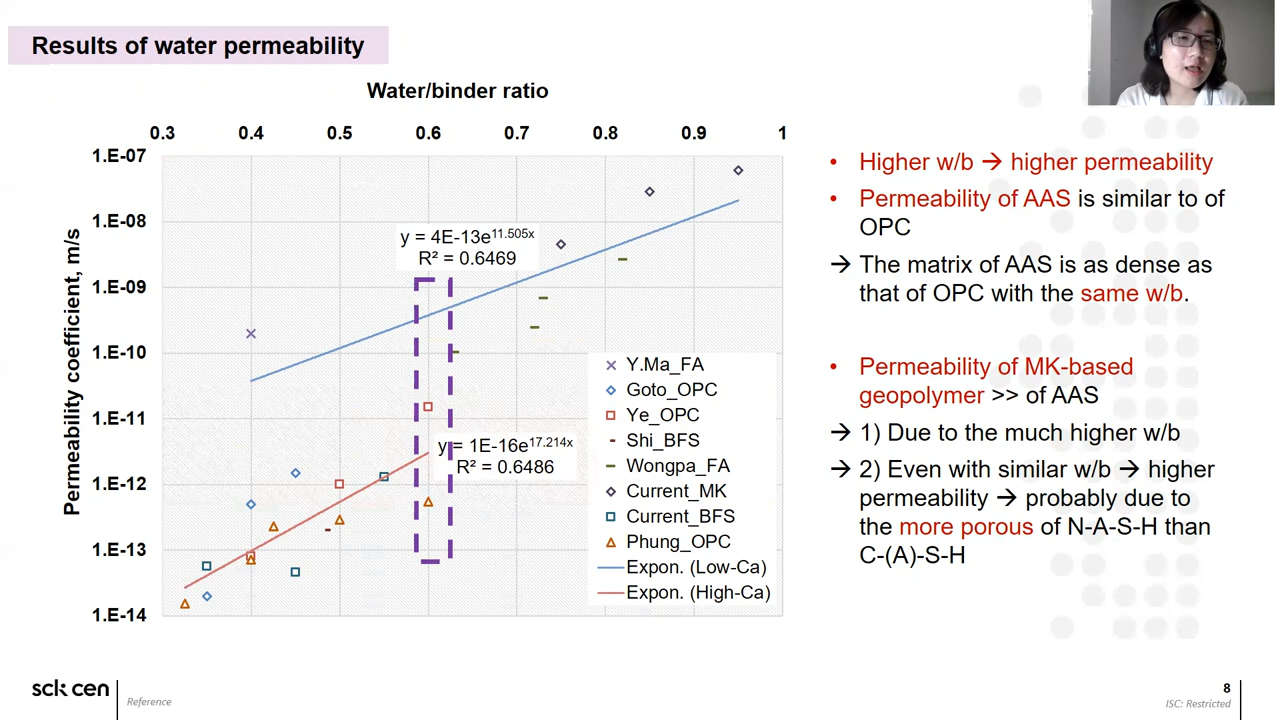 Results of water permeability
Water/binder ratio
0.3 0.4 0.5 0.6 0.7 0.8 0.9 1
1.E-07
1.E-08
1.E-09
1.E-10
1.E-11
1.E-12
1.E-13
1.E-14
Permeability coefficient, m/s
y = 4E-13e^11.505x
R² = 0.6469
y = 1E-16e^17.214x
R² = 0.6486
Y.Ma_FA
Goto_OPC
Ye_OPC
Shi_BFS
Wongpa_FA
Current_MK
Current_BFS
Phung_OPC
Expon. (Low-Ca)
Expon. (High-Ca)
• Higher w/b → higher permeability
• Permeability of AAS is similar to of
OPC
→ The matrix of AAS is as dense as
that of OPC with the same w/b.
• Permeability of MK-based
geopolymer >> of AAS
→ 1) Due to the much higher w/b
→ 2) Even with similar w/b → higher
permeability → probably due to
the more porous of N-A-S-H than
C-(A)-S-H
sck cen
Reference
8
ISC: Restricted